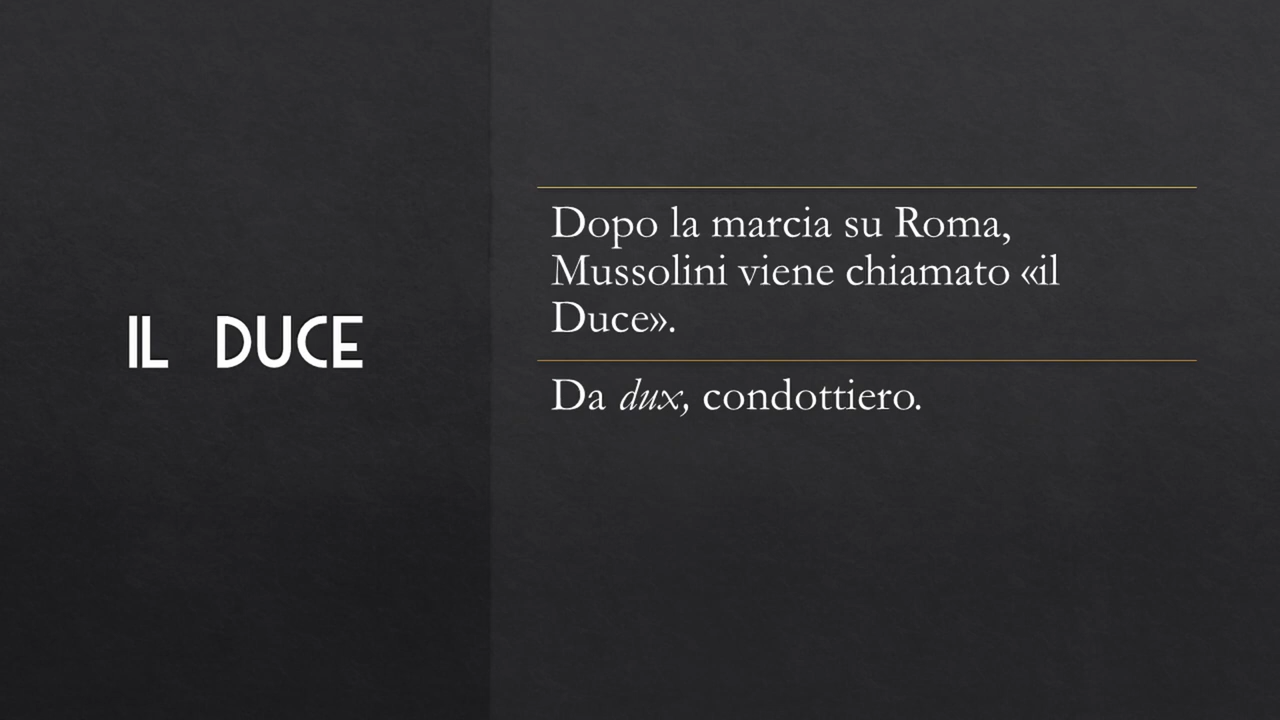 IL DUCE
Dopo la marcia su Roma,
Mussolini viene chiamato «il
Duce».
Da dux, condottiero.